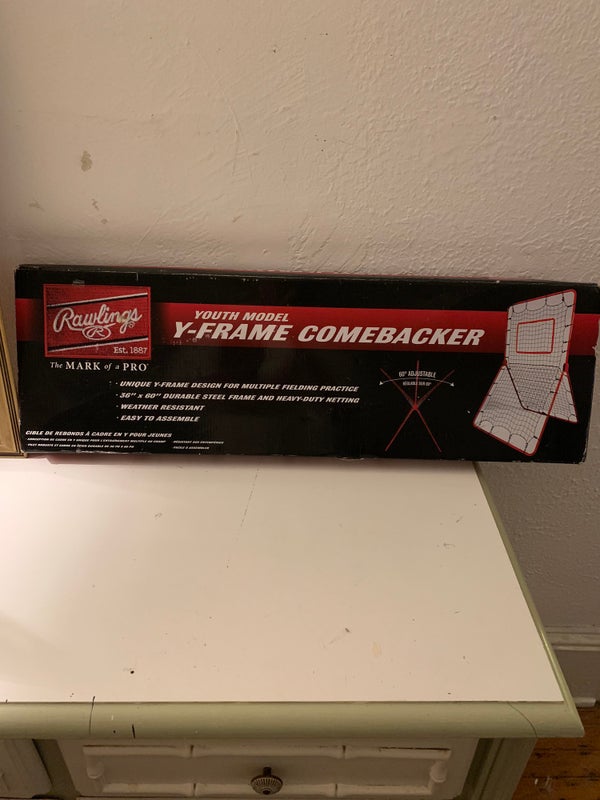 Rawlings
R
Est. 1887
The MARK of a PRO
YOUTH MODEL
Y-FRAME COMEBACKER
· UNIQUE Y-FRAME DESIGN FOR MULTIPLE FIELDING PRACTICE
· 36" x 60" DURABLE STEEL FRAME AND HEAVY-DUTY NETTING
· WEATHER RESISTANT
· EASY TO ASSEMBLE
60° ADJUSTABLE
CIBLE DE REBONDS À CADRE EN Y POUR JEUNES